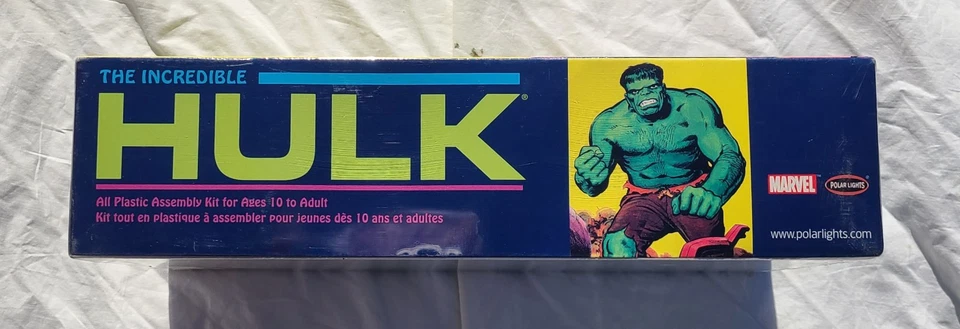 THE INCREDIBLE
HULK®
All Plastic Assembly Kit for Ages 10 to Adult
Kit tout en plastique à assembler pour jeunes dès 10 ans et adultes
MARVEL
POLAR LIGHTS
www.polarlights.com